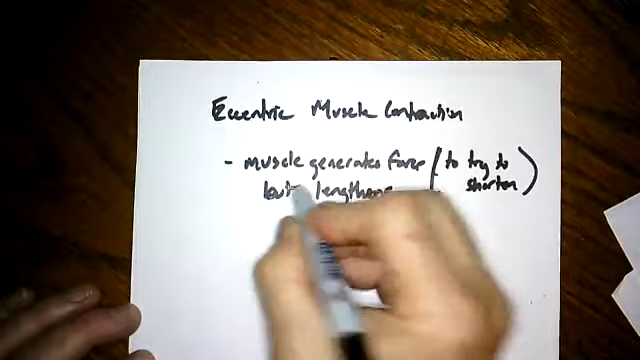 Eccentric Muscle Contraction
- muscle generates force (to try to shorten)
but lengthens